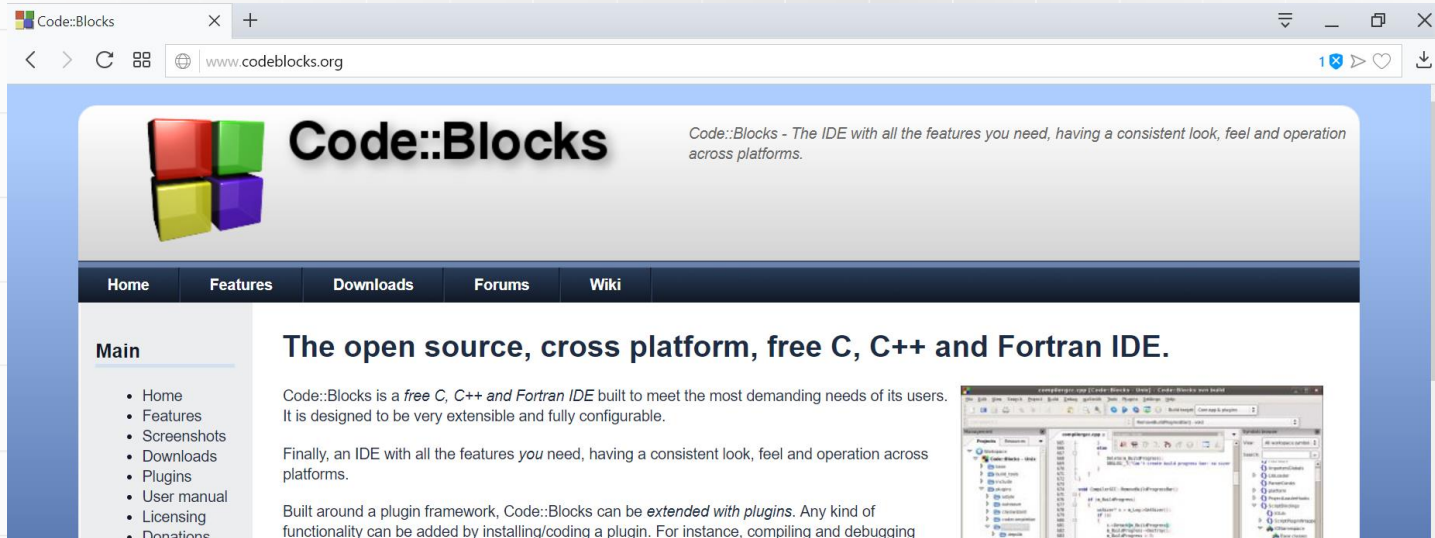 Code::Blocks
www.codeblocks.org
1
Code::Blocks
Code::Blocks - The IDE with all the features you need, having a consistent look, feel and operation
across platforms.
Home Features Downloads Forums Wiki
Main
Home
Features
Screenshots
Downloads
Plugins
User manual
Licensing
Donations
The open source, cross platform, free C, C++ and Fortran IDE.
Code::Blocks is a free C, C++ and Fortran IDE built to meet the most demanding needs of its users.
It is designed to be very extensible and fully configurable.
Finally, an IDE with all the features you need, having a consistent look, feel and operation across
platforms.
Built around a plugin framework, Code::Blocks can be extended with plugins. Any kind of
functionality can be added by installing/coding a plugin. For instance, compiling and debugging